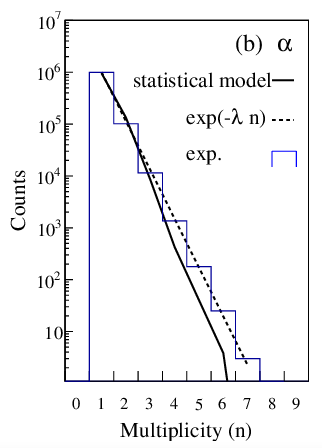 10^7
(b) α
10^6
statistical model
exp(-λ n)
10^5
exp.
10^4
Counts
10^3
10^2
10
0 1 2 3 4 5 6 7 8 9
Multiplicity (n)